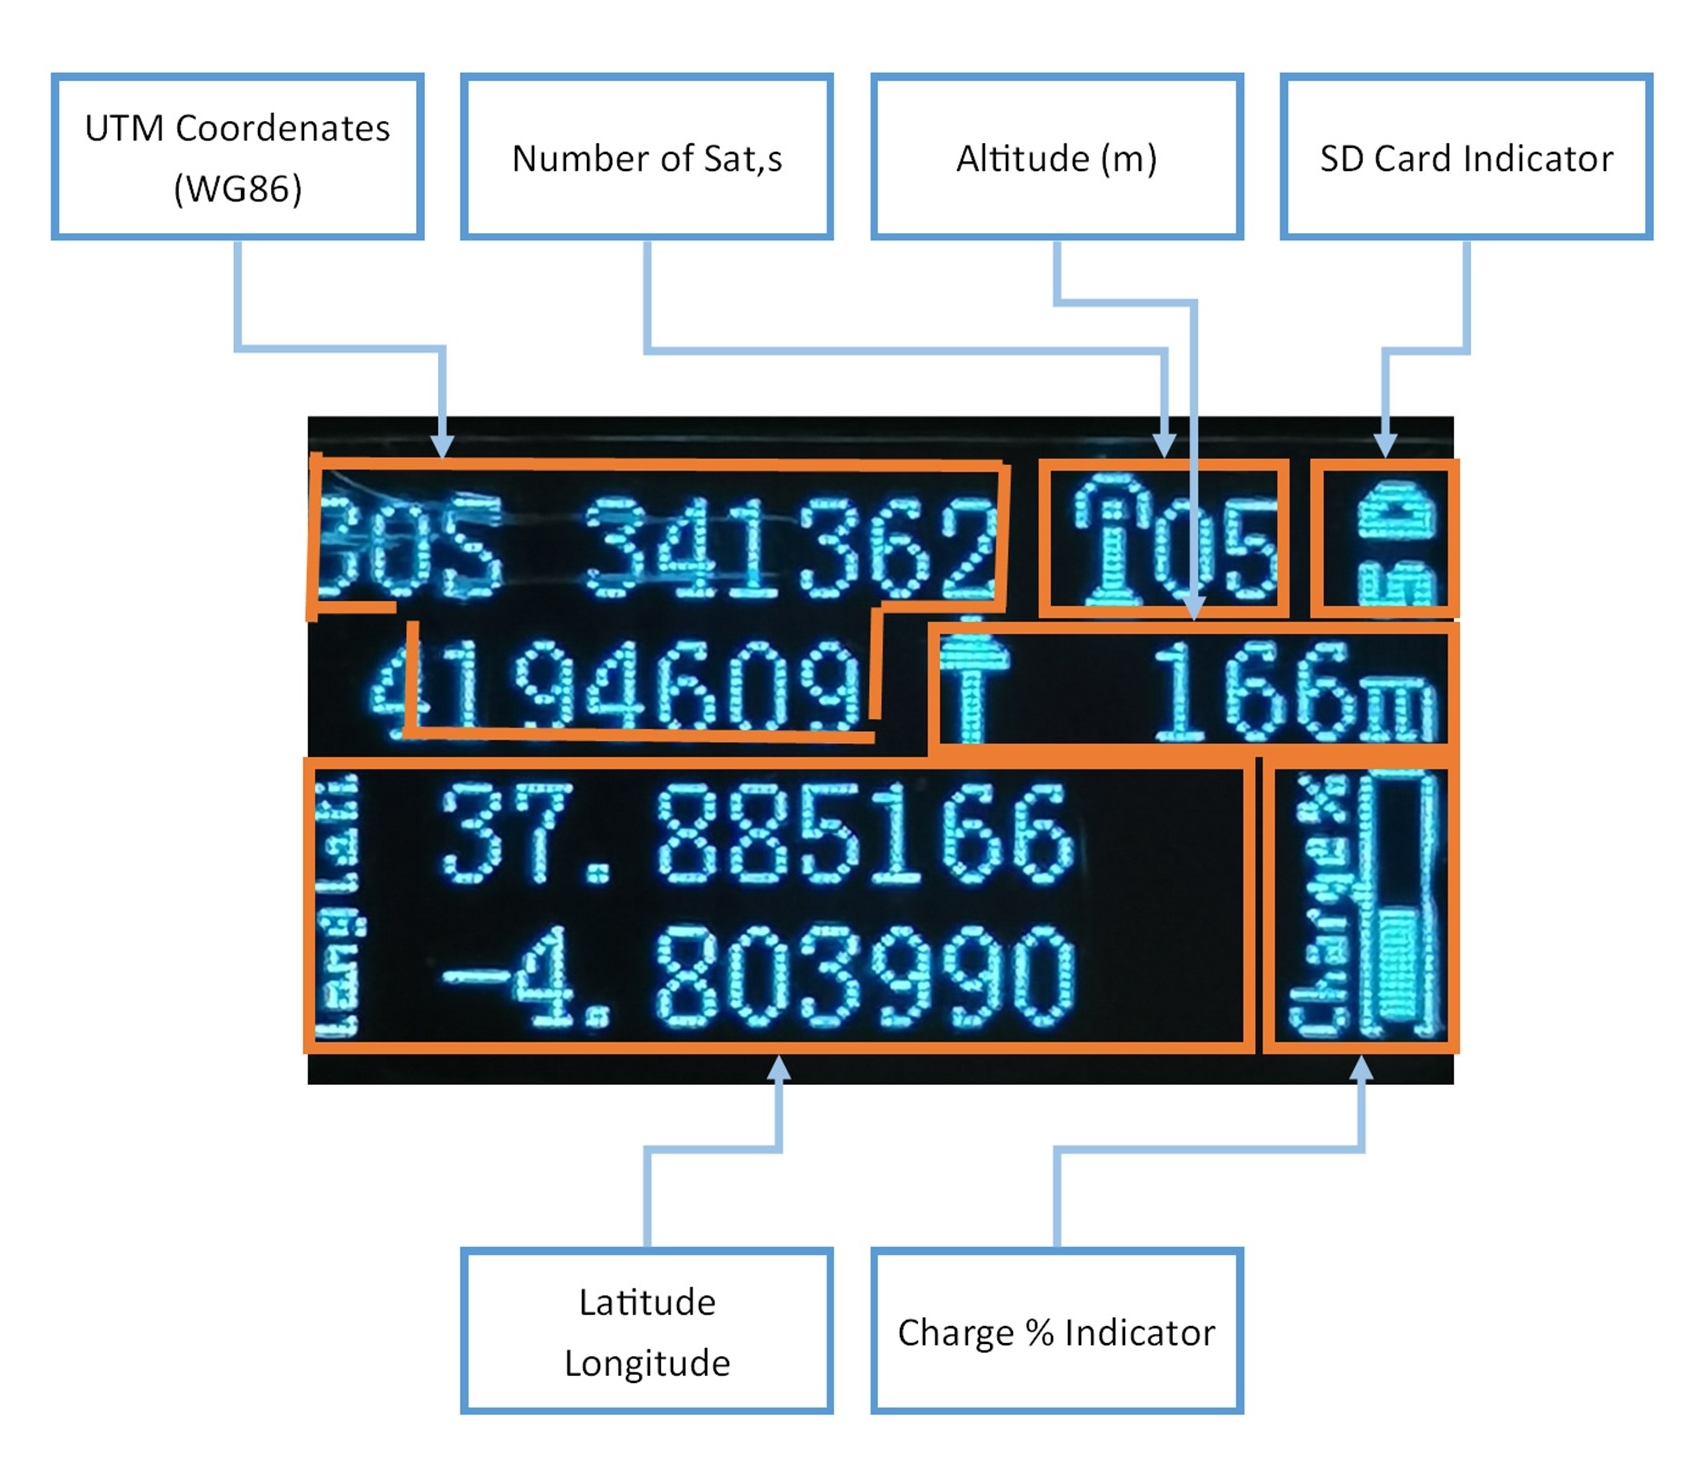 UTM Coordenates
(WG86)
Number of Sat,s
Altitude (m)
SD Card Indicator
30S 341362
05
SD
4194609
166m
Lati
37.885166
Long
-4.803990
Charge%
Latitude
Longitude
Charge % Indicator